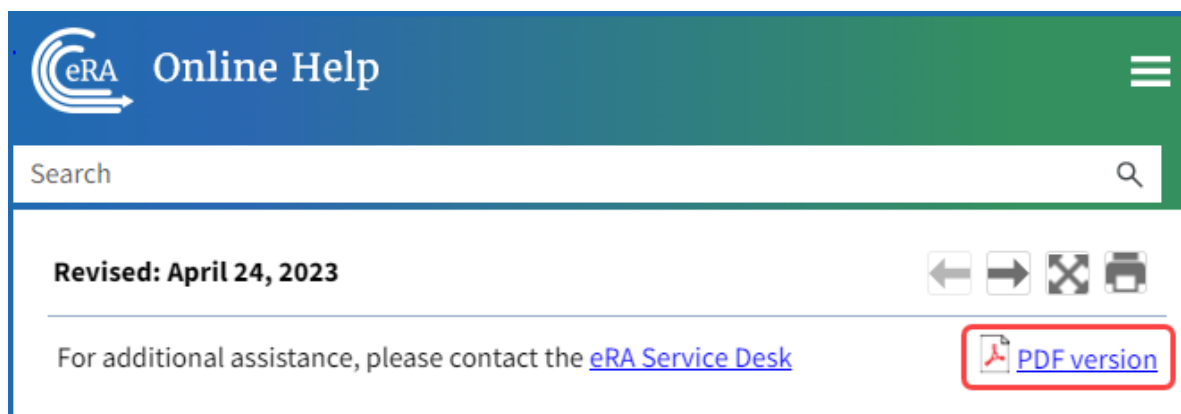 eRA Online Help
Search
Revised: April 24, 2023
For additional assistance, please contact the eRA Service Desk
PDF version